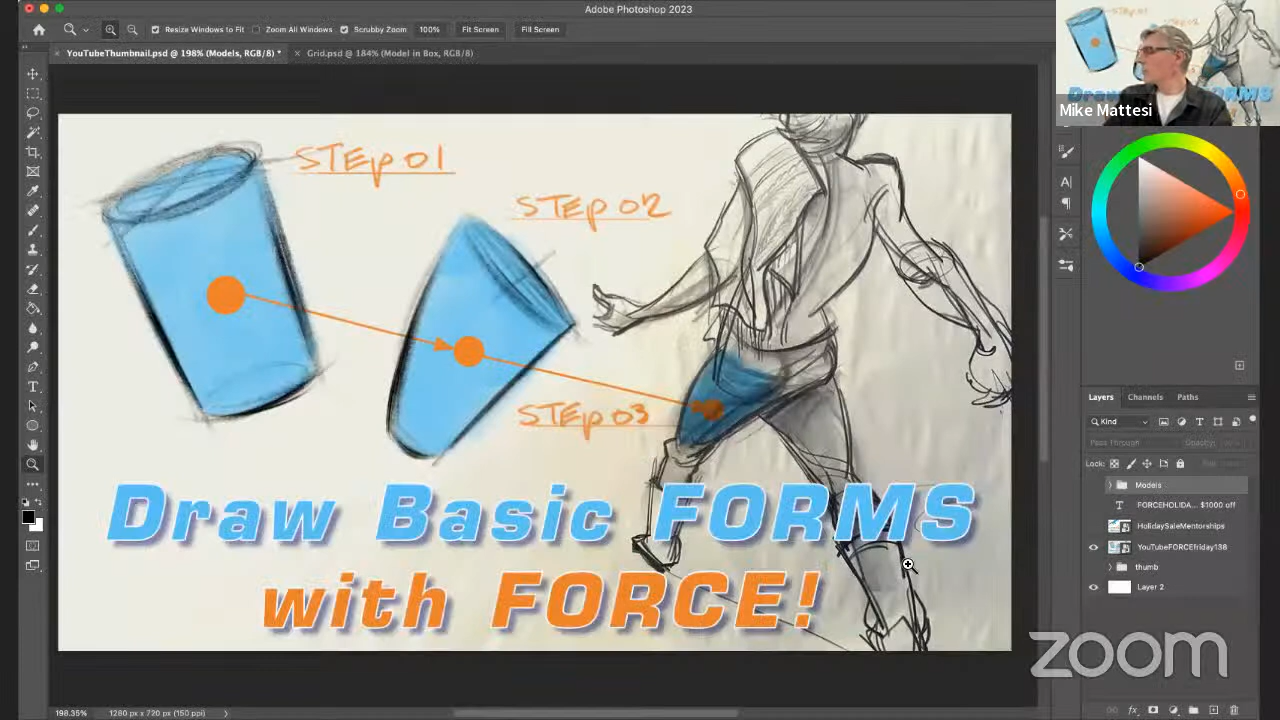 Adobe Photoshop 2023
Resize Windows to Fit
Zoom All Windows
Scrubby Zoom
100%
Fit Screen
Fill Screen
YouTubeThumbnail.psd @ 198% (Models, RGB/8) *
Grid.psd @ 184% (Model in Box, RGB/8)
Mike Mattesi
STEP 01
STEP 02
STEP 03
Draw Basic FORMS
with FORCE!
Layers
Channels
Paths
Kind
Pass Through
Opacity:
Lock:
Models
FORCEHOLIDA... $1000 off
HolidaySaleMentorships
YouTubeFORCEfriday138
thumb
Layer 2
zoom
198.35%
1280 px x 720 px (150 ppi)